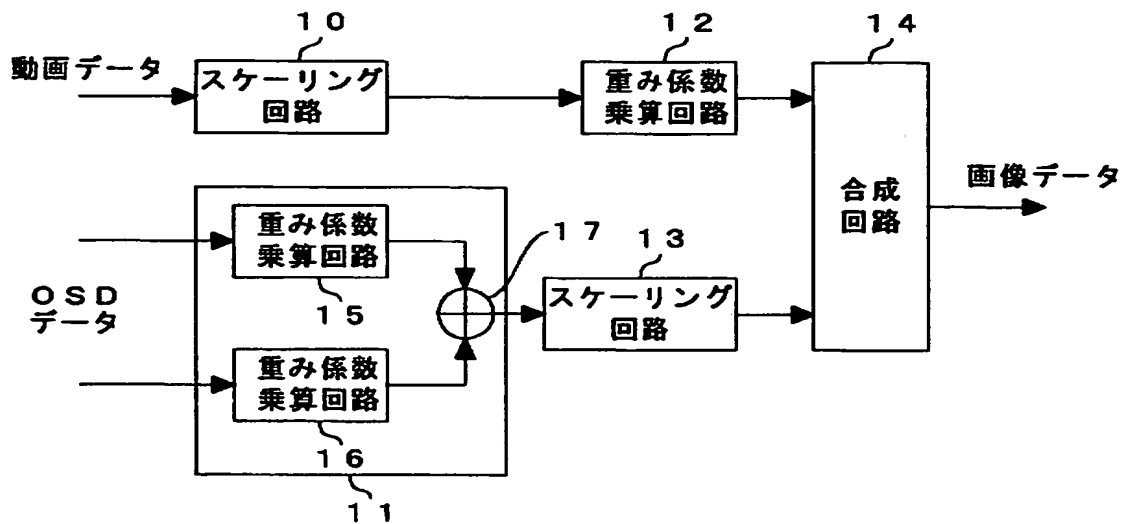 １０
１２
１４
動画データ
スケーリング
回路
重み係数
乗算回路
合成
回路
画像データ
重み係数
乗算回路
１５
１７
１３
スケーリング
回路
ＯＳＤ
データ
重み係数
乗算回路
１６
１１